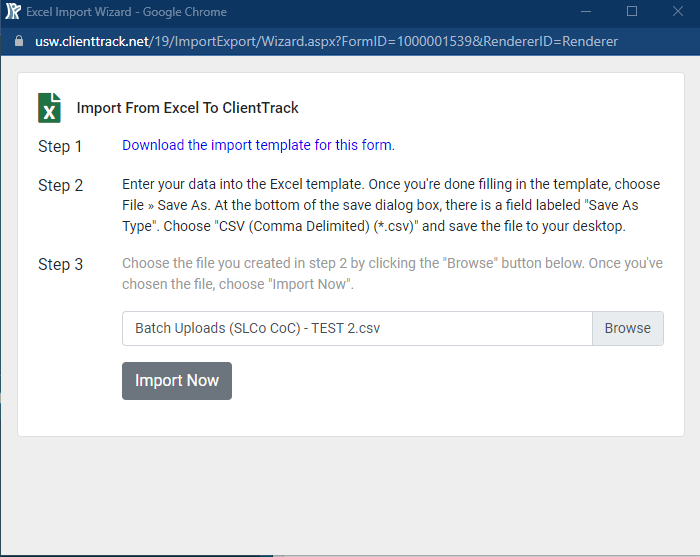 Excel Import Wizard - Google Chrome
usw.clienttrack.net/19/ImportExport/Wizard.aspx?FormID=1000001539&RendererID=Renderer
Import From Excel To ClientTrack
Step 1
Download the import template for this form.
Step 2
Enter your data into the Excel template. Once you're done filling in the template, choose
File » Save As. At the bottom of the save dialog box, there is a field labeled "Save As
Type". Choose "CSV (Comma Delimited) (*.csv)" and save the file to your desktop.
Step 3
Choose the file you created in step 2 by clicking the "Browse" button below. Once you've
chosen the file, choose "Import Now".
Batch Uploads (SLCo CoC) - TEST 2.csv
Browse
Import Now